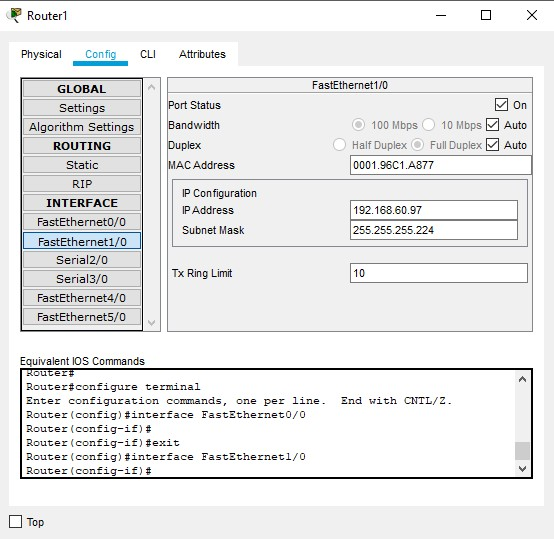 Router1
Physical Config CLI Attributes
GLOBAL
Settings
Algorithm Settings
ROUTING
Static
RIP
INTERFACE
FastEthernet0/0
FastEthernet1/0
Serial2/0
Serial3/0
FastEthernet4/0
FastEthernet5/0
FastEthernet1/0
Port Status On
Bandwidth 100 Mbps 10 Mbps Auto
Duplex Half Duplex Full Duplex Auto
MAC Address 0001.96C1.A877
IP Configuration
IP Address 192.168.60.97
Subnet Mask 255.255.255.224
Tx Ring Limit 10
Equivalent IOS Commands
Router#
Router#configure terminal
Enter configuration commands, one per line. End with CNTL/Z.
Router(config)#interface FastEthernet0/0
Router(config-if)#
Router(config-if)#exit
Router(config)#interface FastEthernet1/0
Router(config-if)#
Top